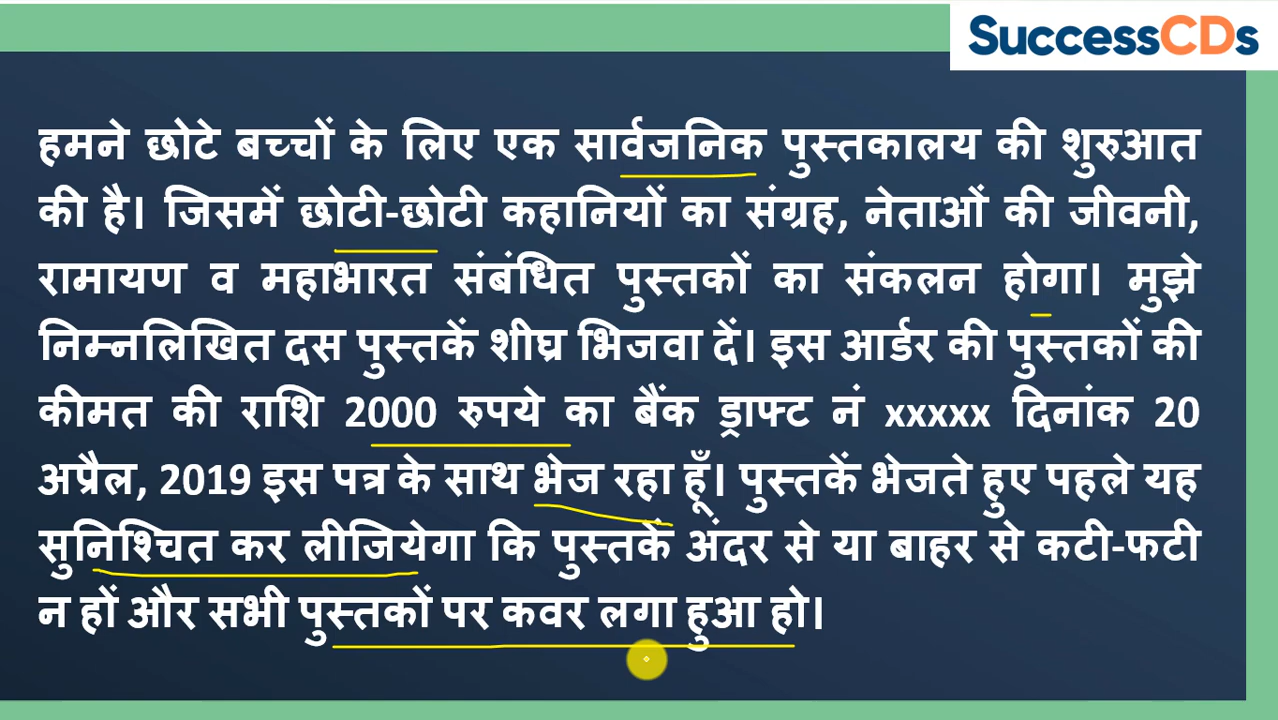 SuccessCDs
हमने छोटे बच्चों के लिए एक सार्वजनिक पुस्तकालय की शुरुआत
की है। जिसमें छोटी-छोटी कहानियों का संग्रह, नेताओं की जीवनी,
रामायण व महाभारत संबंधित पुस्तकों का संकलन होगा। मुझे
निम्नलिखित दस पुस्तकें शीघ्र भिजवा दें। इस आर्डर की पुस्तकों की
कीमत की राशि 2000 रुपये का बैंक ड्राफ्ट नं xxxxx दिनांक 20
अप्रैल, 2019 इस पत्र के साथ भेज रहा हूँ। पुस्तकें भेजते हुए पहले यह
सुनिश्चित कर लीजियेगा कि पुस्तकें अंदर से या बाहर से कटी-फटी
न हों और सभी पुस्तकों पर कवर लगा हुआ हो।